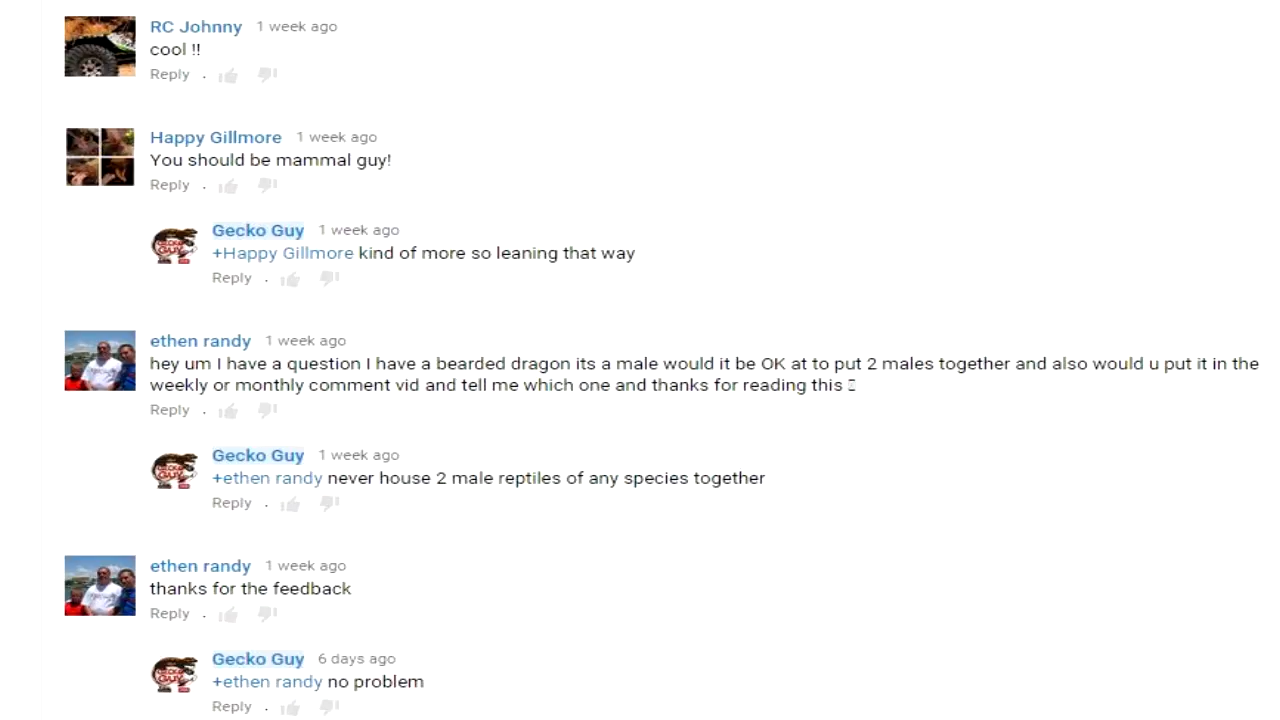 RC Johnny 1 week ago
cool !!
Reply .
Happy Gillmore 1 week ago
You should be mammal guy!
Reply .
Gecko Guy 1 week ago
+Happy Gillmore kind of more so leaning that way
Reply .
ethen randy 1 week ago
hey um I have a question I have a bearded dragon its a male would it be OK at to put 2 males together and also would u put it in the
weekly or monthly comment vid and tell me which one and thanks for reading this
Reply .
Gecko Guy 1 week ago
+ethen randy never house 2 male reptiles of any species together
Reply .
ethen randy 1 week ago
thanks for the feedback
Reply .
Gecko Guy 6 days ago
+ethen randy no problem
Reply .